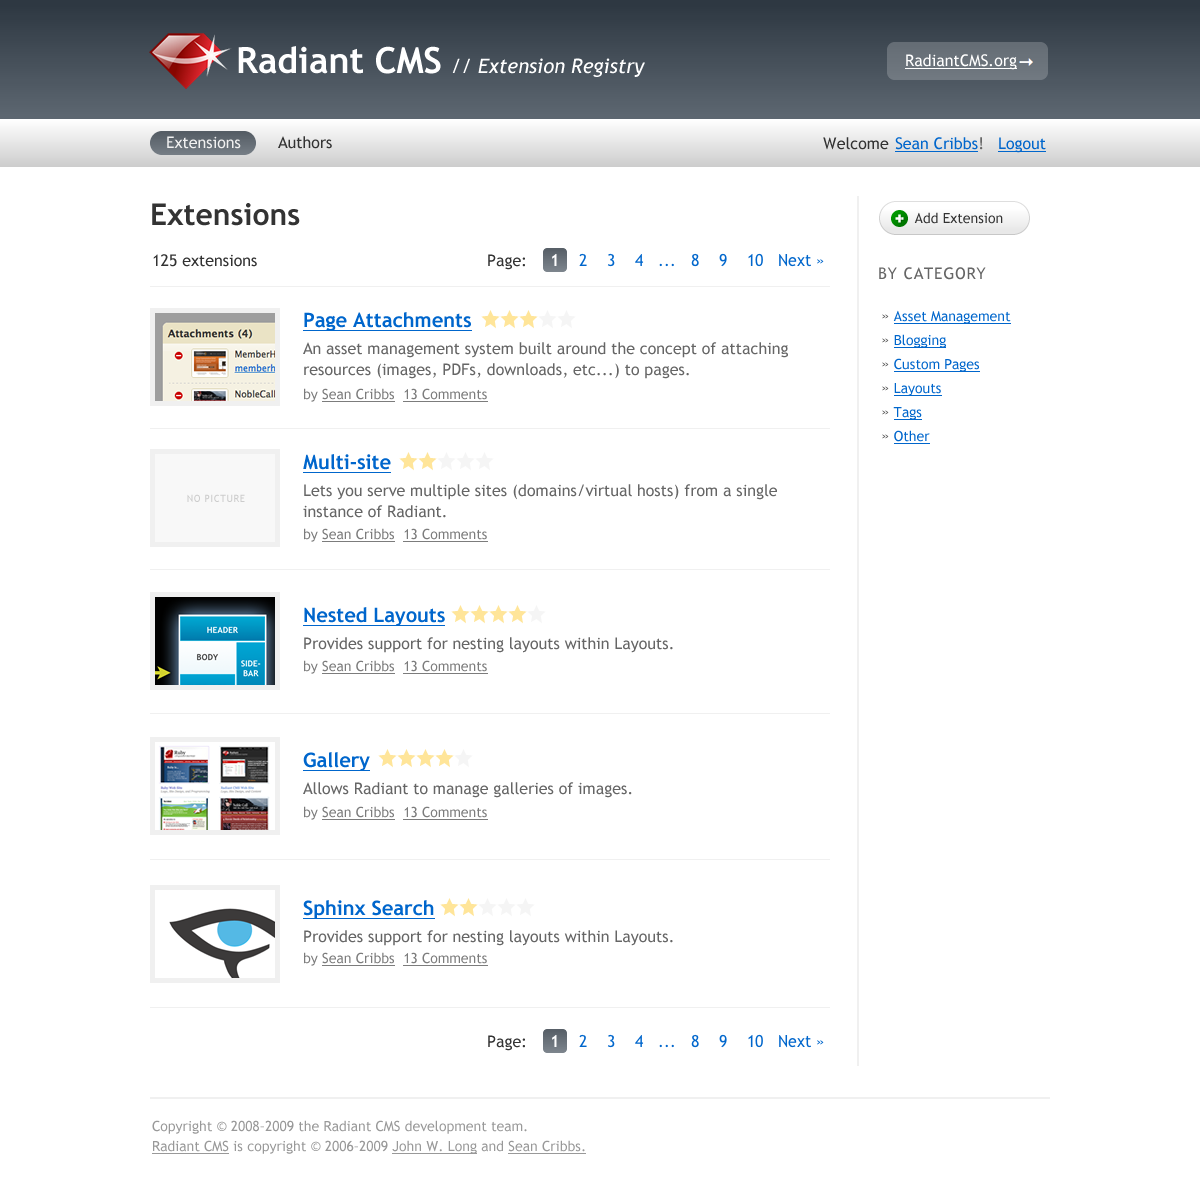 Radiant CMS // Extension Registry
RadiantCMS.org→
Extensions Authors
Welcome Sean Cribbs! Logout
Extensions
125 extensions
Page: 1 2 3 4 ... 8 9 10 Next »
Attachments (4)
MemberH
memberh
NobleCall
Page Attachments
An asset management system built around the concept of attaching
resources (images, PDFs, downloads, etc...) to pages.
by Sean Cribbs 13 Comments
NO PICTURE
Multi-site
Lets you serve multiple sites (domains/virtual hosts) from a single
instance of Radiant.
by Sean Cribbs 13 Comments
HEADER
BODY
SIDE-
BAR
Nested Layouts
Provides support for nesting layouts within Layouts.
by Sean Cribbs 13 Comments
Gallery
Allows Radiant to manage galleries of images.
by Sean Cribbs 13 Comments
Sphinx Search
Provides support for nesting layouts within Layouts.
by Sean Cribbs 13 Comments
Page: 1 2 3 4 ... 8 9 10 Next »
Add Extension
BY CATEGORY
» Asset Management
» Blogging
» Custom Pages
» Layouts
» Tags
» Other
Copyright © 2008-2009 the Radiant CMS development team.
Radiant CMS is copyright © 2006-2009 John W. Long and Sean Cribbs.